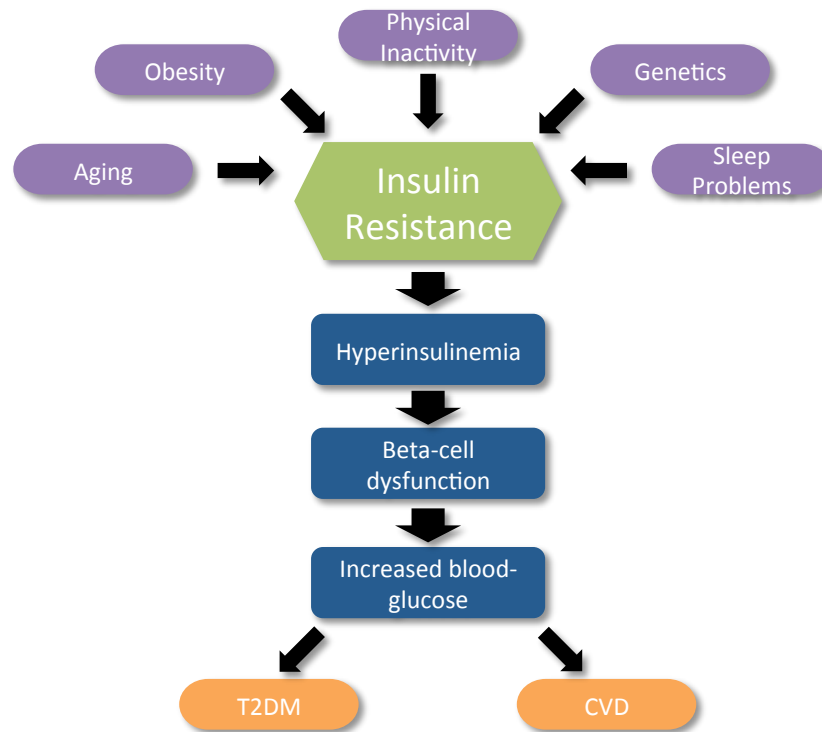 Physical
Inactivity
Obesity
Genetics
Aging
Sleep
Problems
Insulin
Resistance
Hyperinsulinemia
Beta-cell
dysfunction
Increased blood-
glucose
T2DM
CVD